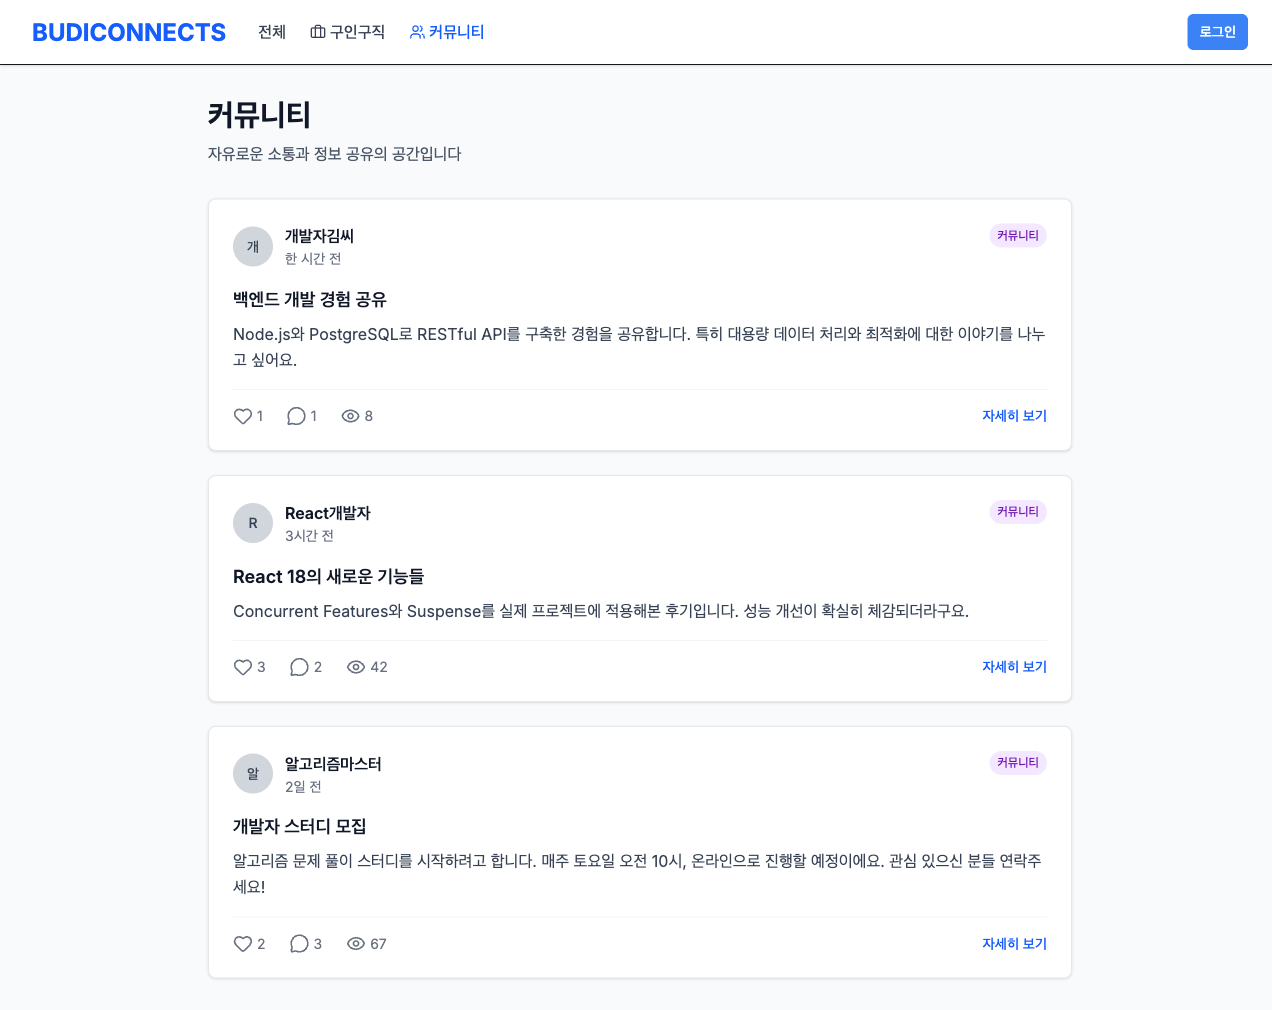 BUDICONNECTS 전체 구인구직 커뮤니티 로그인
커뮤니티
자유로운 소통과 정보 공유의 공간입니다
개 개발자김씨 커뮤니티
한 시간 전
백엔드 개발 경험 공유
Node.js와 PostgreSQL로 RESTful API를 구축한 경험을 공유합니다. 특히 대용량 데이터 처리와 최적화에 대한 이야기를 나누
고 싶어요.
1 1 8 자세히 보기
R React개발자 커뮤니티
3시간 전
React 18의 새로운 기능들
Concurrent Features와 Suspense를 실제 프로젝트에 적용해본 후기입니다. 성능 개선이 확실히 체감되더라구요.
3 2 42 자세히 보기
알 알고리즘마스터 커뮤니티
2일 전
개발자 스터디 모집
알고리즘 문제 풀이 스터디를 시작하려고 합니다. 매주 토요일 오전 10시, 온라인으로 진행할 예정이에요. 관심 있으신 분들 연락주
세요!
2 3 67 자세히 보기